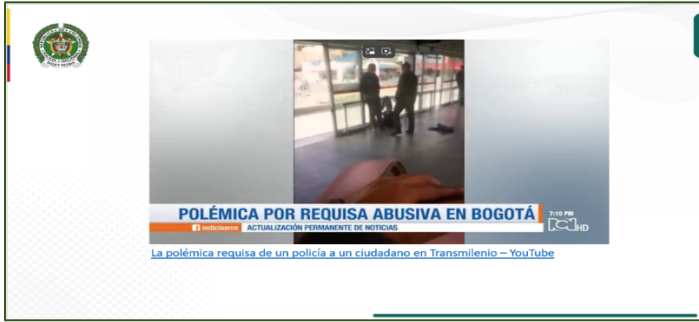 POLÉMICA POR REQUISA ABUSIVA EN BOGOTÁ
7:10 PM
noticiasrcn ACTUALIZACIÓN PERMANENTE DE NOTICIAS
RCN HD
La polémica requisa de un policía a un ciudadano en Transmilenio – YouTube